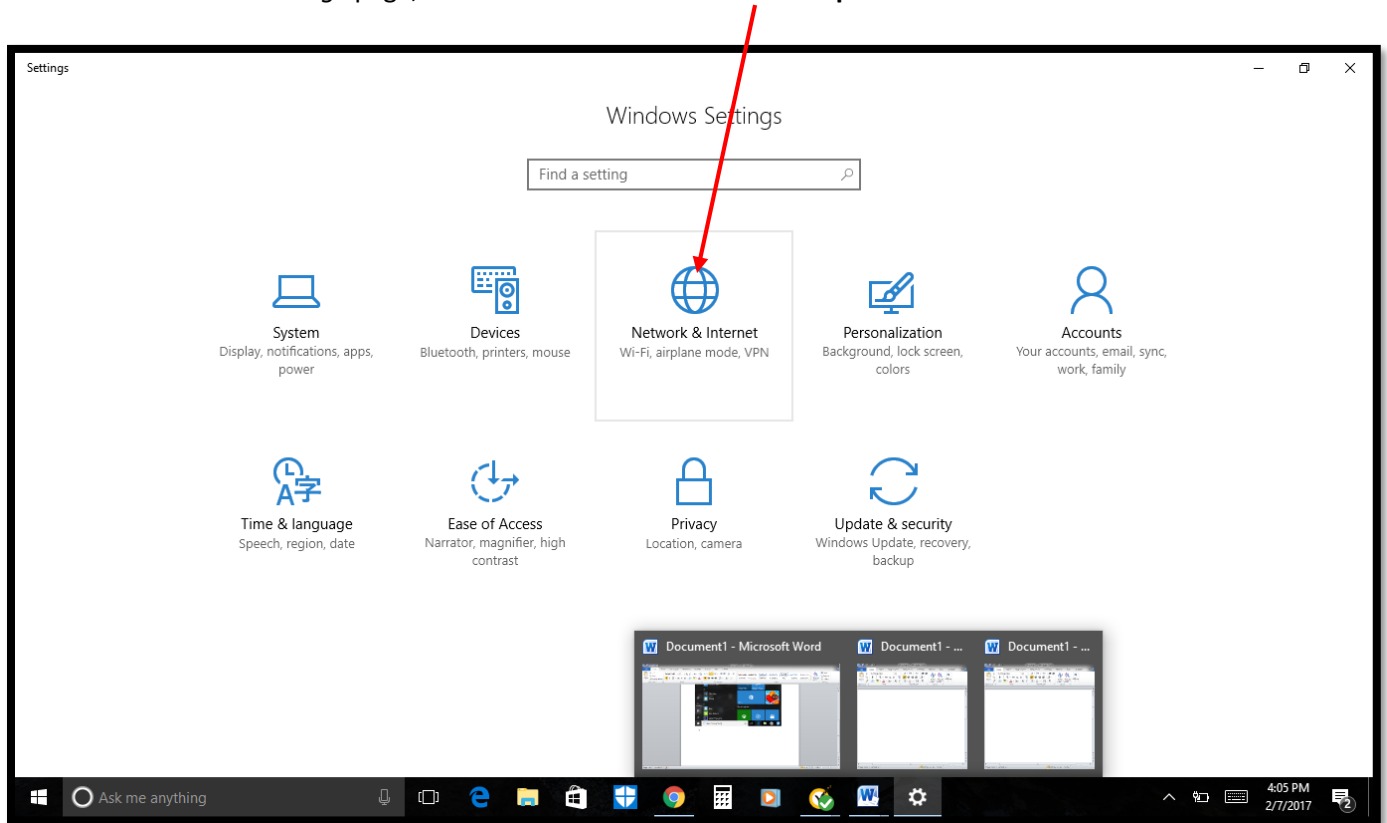 Settings
Windows Settings
Find a setting
System
Display, notifications, apps,
power
Devices
Bluetooth, printers, mouse
Network & Internet
Wi-Fi, airplane mode, VPN
Personalization
Background, lock screen,
colors
Accounts
Your accounts, email, sync,
work, family
Time & language
Speech, region, date
Ease of Access
Narrator, magnifier, high
contrast
Privacy
Location, camera
Update & security
Windows Update, recovery,
backup
Document1 - Microsoft Word
Document1 - ...
Document1 - ...
Ask me anything
4:05 PM
2/7/2017
2